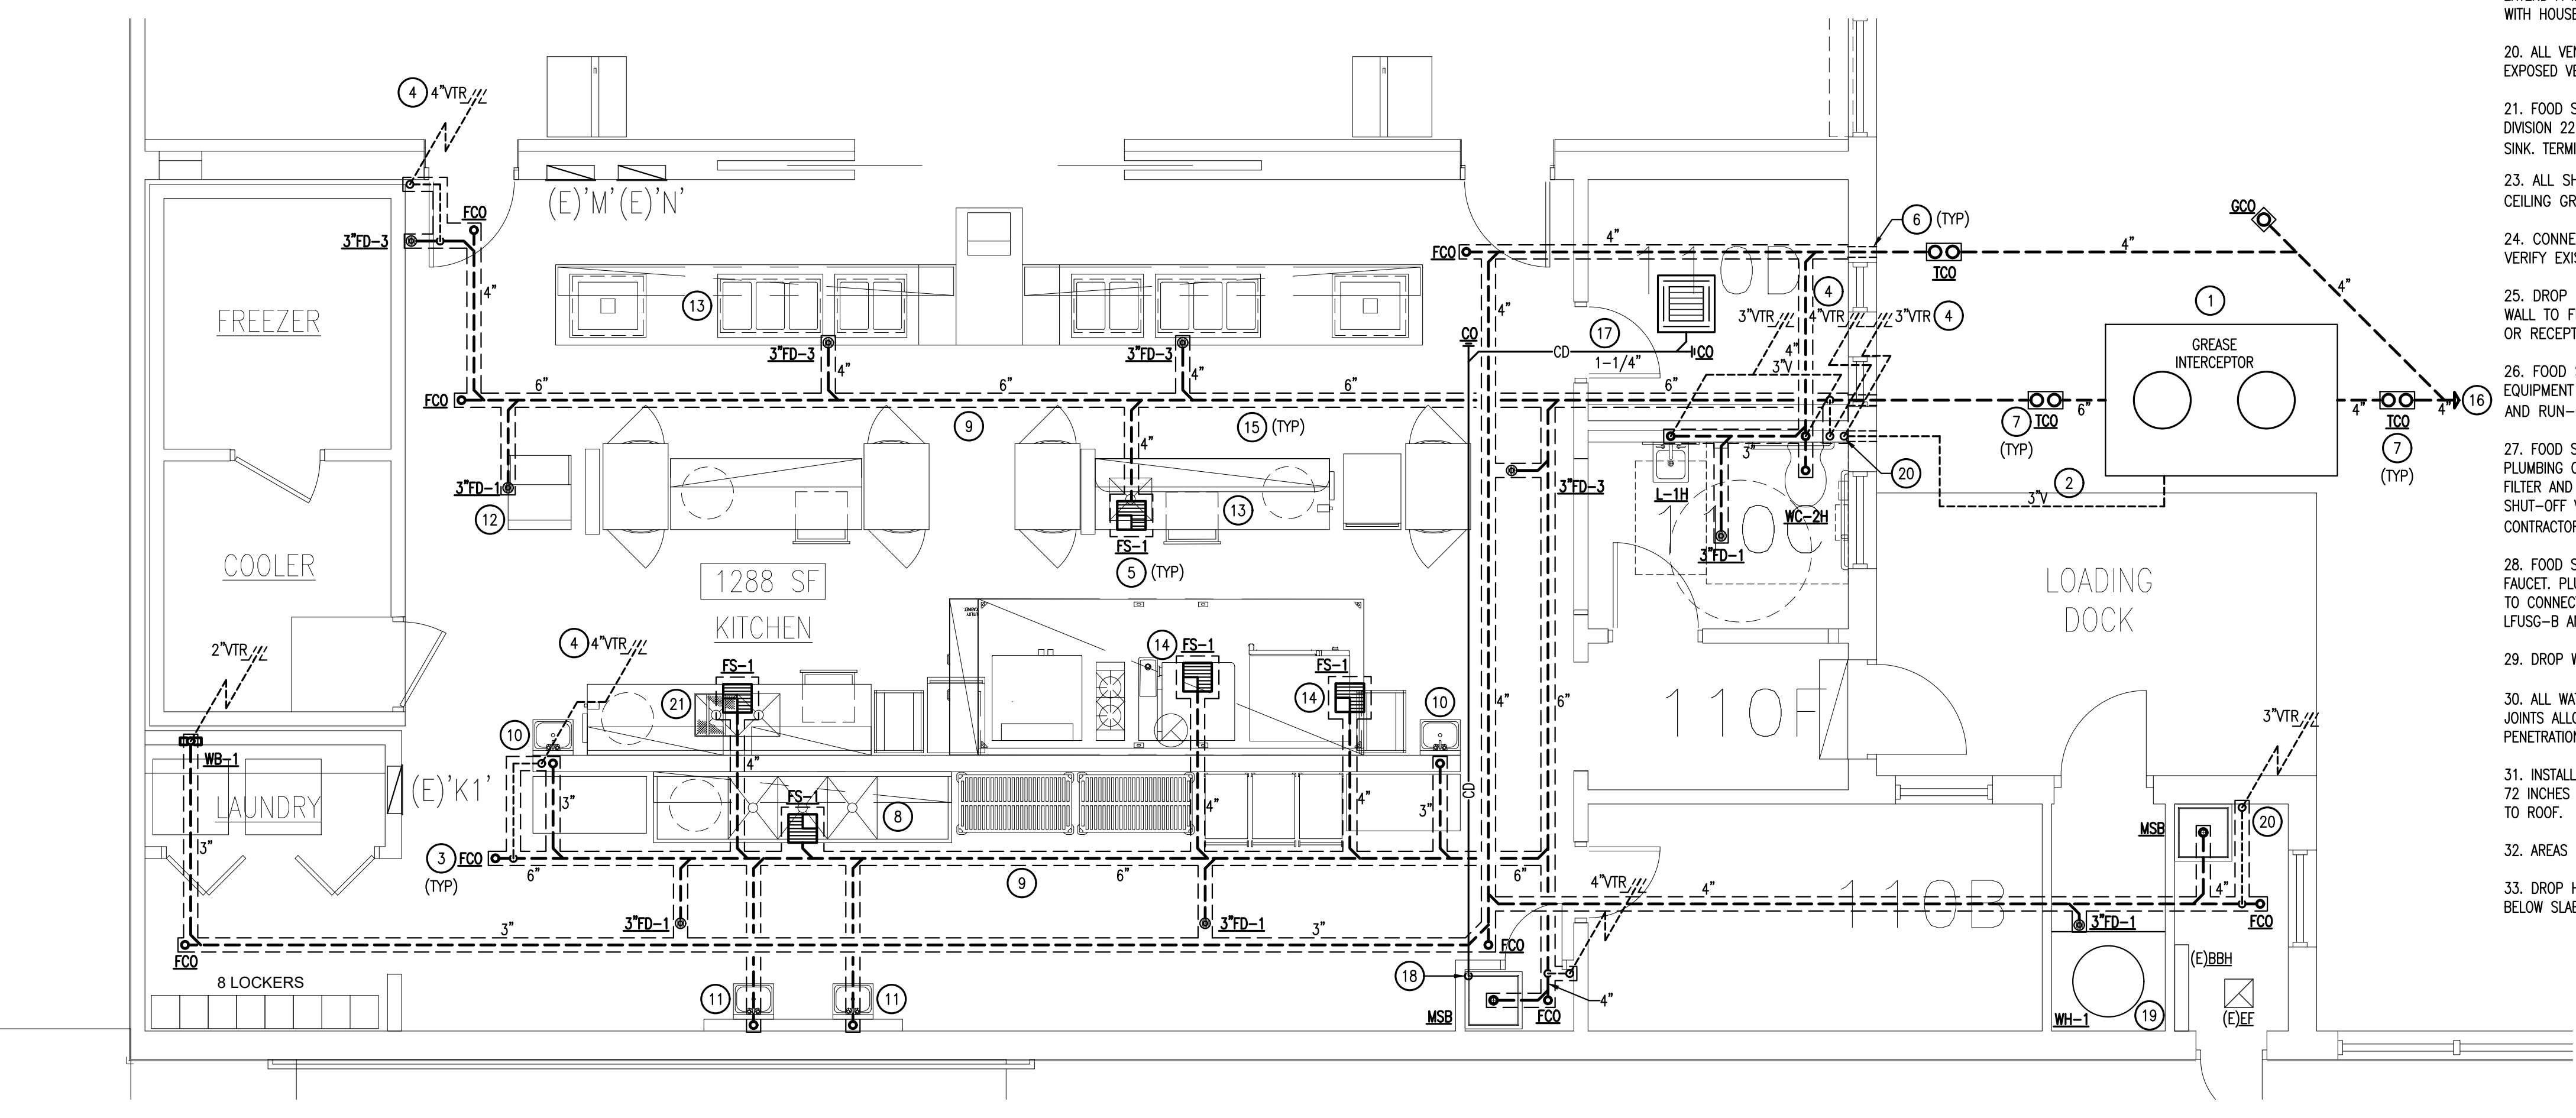 4 4"VTR
(E)'M' (E)'N'
FCO
3"FD-3
4"
FREEZER
13
3"FD-3
4"
3"FD-3
4"
FCO
6"
6"
6"
6"
9
15 (TYP)
4"
3"FD-1
12
13
FS-1
5 (TYP)
COOLER
1288 SF
KITCHEN
UTILITY
CABINET
4 4"VTR
2"VTR
WB-1
LAUNDRY
3"
(E)'K1'
10
21
FS-1
4"
14
FS-1
4"
14
FS-1
4"
10
3"
3"
FS-1
8
3 FCO
(TYP)
6"
9
6"
6"
3"FD-1
3"FD-1
3"
3"
FCO
8 LOCKERS
11
11
FCO
4"
4"
CO
CD
1-1/4"
CO
17
110D
6 (TYP)
4"
TCO
4"
GCO
4"
3"VTR
4"VTR
3"VTR
4
4
4"
3"V
1
GREASE
INTERCEPTOR
7
(TYP)
TCO
6"
4"
TCO
7
(TYP)
4"
16
3"FD-3
L-1H
3"
WC-2H
20
3"V
2
110C
3"FD-1
LOADING
DOCK
110F
4"
6"
CD
FCO
4"VTR
4"
110B
18
MSB
FCO
4"
3"VTR
MSB
20
4"
3"FD-1
FCO
WH-1
19
(E)BBH
(E)EF
WITH HOUSE
20. ALL VEN
EXPOSED VE
21. FOOD S
DIVISION 22
SINK. TERMI
23. ALL SH
CEILING GR
24. CONNE
VERIFY EXIS
25. DROP
WALL TO F
OR RECEPT
26. FOOD S
EQUIPMENT
AND RUN-
27. FOOD S
PLUMBING C
FILTER AND
SHUT-OFF V
CONTRACTOR
28. FOOD S
FAUCET. PLU
TO CONNECT
LFUSG-B A
29. DROP W
30. ALL WA
JOINTS ALLO
PENETRATION
31. INSTALL
72 INCHES
TO ROOF.
32. AREAS
33. DROP H
BELOW SLAB